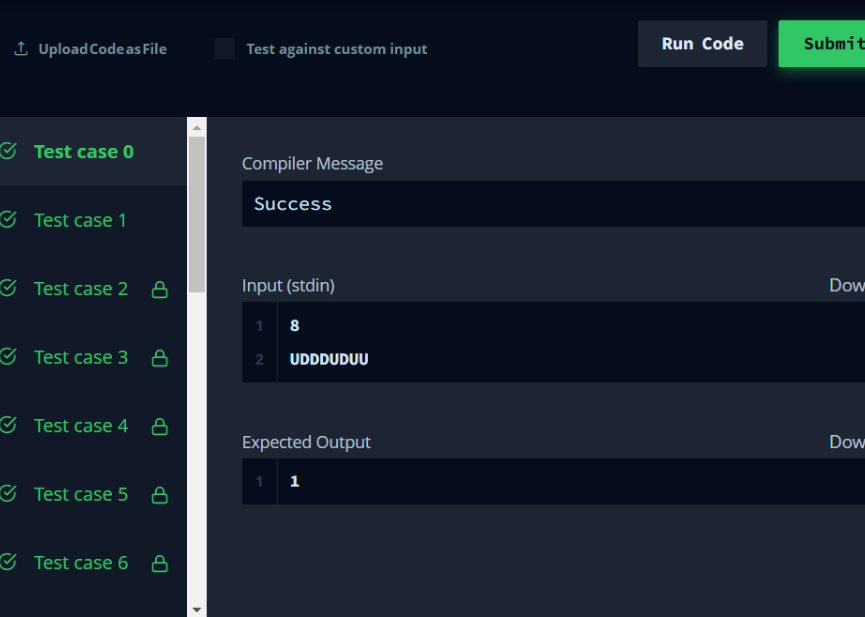 Upload Code as File
Test against custom input
Run Code
Submit
Test case 0
Test case 1
Test case 2
Test case 3
Test case 4
Test case 5
Test case 6
Compiler Message
Success
Input (stdin)
Dow
1 8
2 UDDDUDUU
Expected Output
Dow
1 1